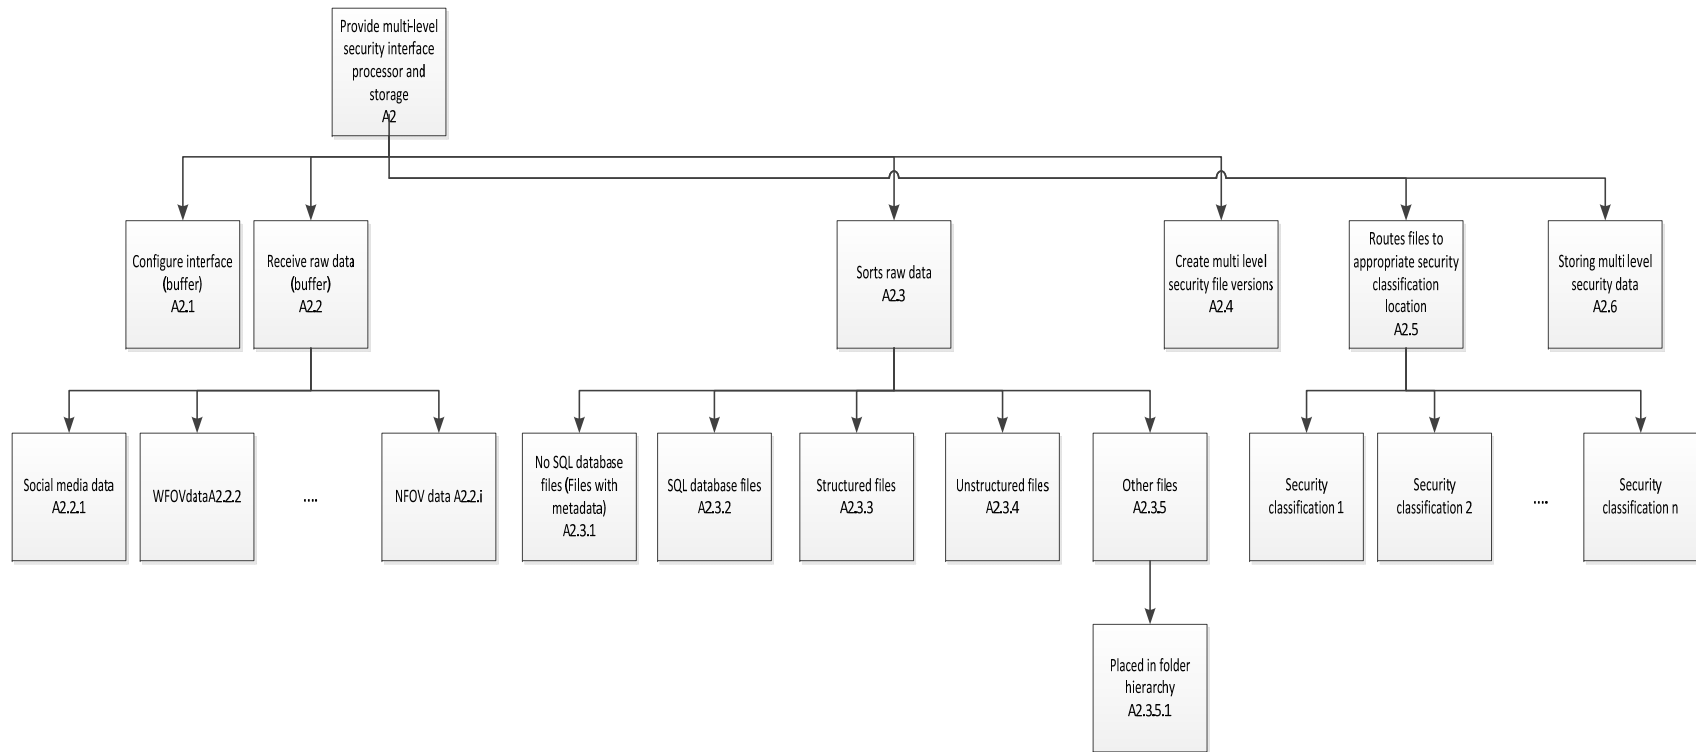 Provide multi-level
security interface
processor and
storage
A2
Configure interface
(buffer)
A2.1
Receive raw data
(buffer)
A2.2
Sorts raw data
A2.3
Create multi level
security file versions
A2.4
Routes files to
appropriate security
classification
location
A2.5
Storing multi level
security data
A2.6
Social media data
A2.2.1
WFOVdataA2.2.2
....
NFOV data A2.2.i
No SQL database
files (Files with
metadata)
A2.3.1
SQL database files
A2.3.2
Structured files
A2.3.3
Unstructured files
A2.3.4
Other files
A2.3.5
Security
classification 1
Security
classification 2
....
Security
classification n
Placed in folder
hierarchy
A2.3.5.1